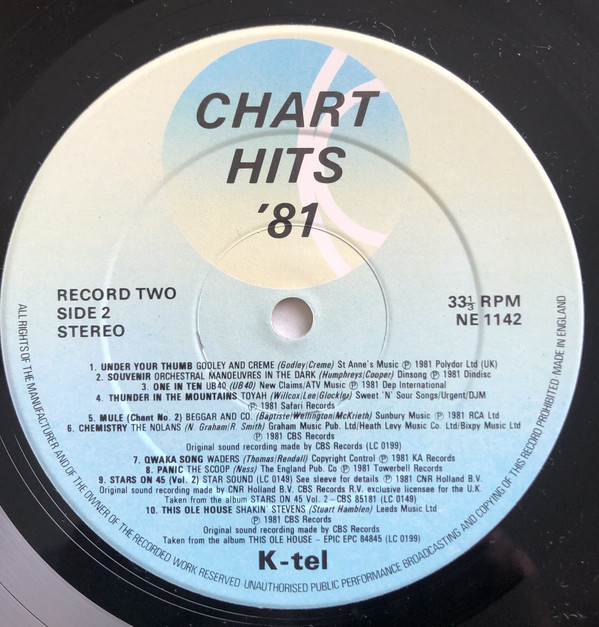 CHART
HITS
'81
RECORD TWO
SIDE 2
STEREO
33⅓ RPM
NE 1142
1. UNDER YOUR THUMB GODLEY AND CREME (Godley/Creme) St Anne's Music Ⓟ 1981 Polydor Ltd (UK)
2. SOUVENIR ORCHESTRAL MANOEUVRES IN THE DARK (Humphreys/Cooper) Dinsong Ⓟ 1981 Dindisc
3. ONE IN TEN UB40 (UB40) New Claims/ATV Music Ⓟ 1981 Dep International
4. THUNDER IN THE MOUNTAINS TOYAH (Willcox/Lee/Glockler) Sweet 'N' Sour Songs/Urgent/DJM
Ⓟ 1981 Safari Records
5. MULE (Chant No. 2) BEGGAR AND CO. (Baptiste/Wellington/McKrieth) Sunbury Music Ⓟ 1981 RCA Ltd
6. CHEMISTRY THE NOLANS (N. Graham/R. Smith) Graham Music Pub. Ltd/Heath Levy Music Co. Ltd/Bixpy Music Ltd
Ⓟ 1981 CBS Records
Original sound recording made by CBS Records (LC 0149)
7. QWAKA SONG WADERS (Thomas/Rendall) Copyright Control Ⓟ 1981 KA Records
8. PANIC THE SCOOP (Ness) The England Pub. Co Ⓟ 1981 Towerbell Records
9. STARS ON 45 (Vol. 2) STAR SOUND (LC 0149) See sleeve for details Ⓟ 1981 CNR Holland B.V.
Original sound recording made by CNR Holland B.V. CBS Records R.V. exclusive licensee for the U.K.
Taken from the album STARS ON 45 Vol. 2 – CBS 85181 (LC 0149)
10. THIS OLE HOUSE SHAKIN' STEVENS (Stuart Hamblen) Leeds Music Ltd
Ⓟ 1981 CBS Records
Original sound recording made by CBS Records
Taken from the album THIS OLE HOUSE – EPIC EPC 84845 (LC 0199)
K-tel
ALL RIGHTS OF THE MANUFACTURER AND OF THE OWNER OF THE RECORDED WORK RESERVED · UNAUTHORISED PUBLIC PERFORMANCE BROADCASTING AND COPYING OF THIS RECORD PROHIBITED MADE IN ENGLAND